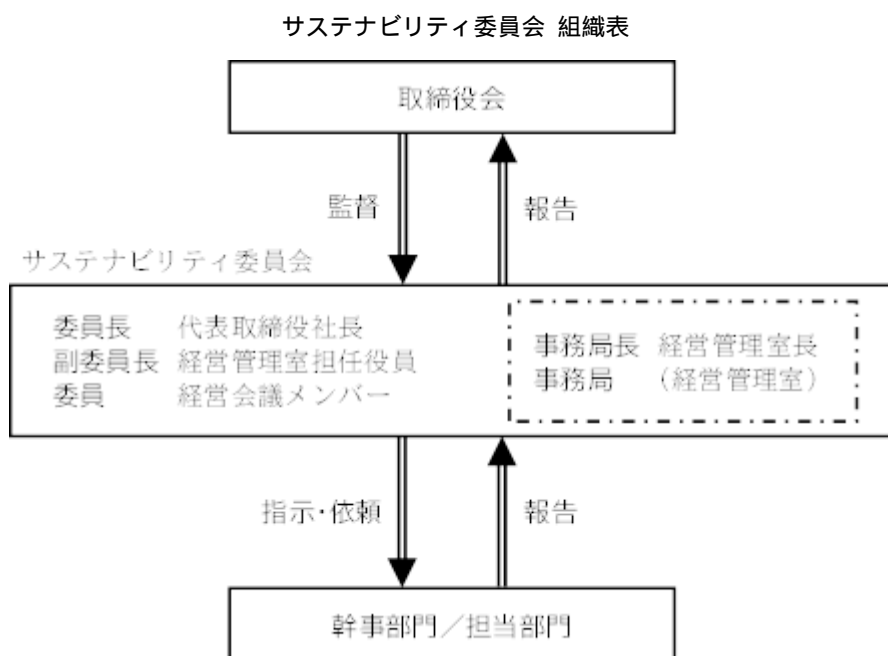 サステナビリティ委員会 組織表
取締役会
監督
報告
サステナビリティ委員会
委員長 代表取締役社長
副委員長 経営管理室担任役員
委員 経営会議メンバー
事務局長 経営管理室長
事務局 （経営管理室）
指示・依頼
報告
幹事部門／担当部門